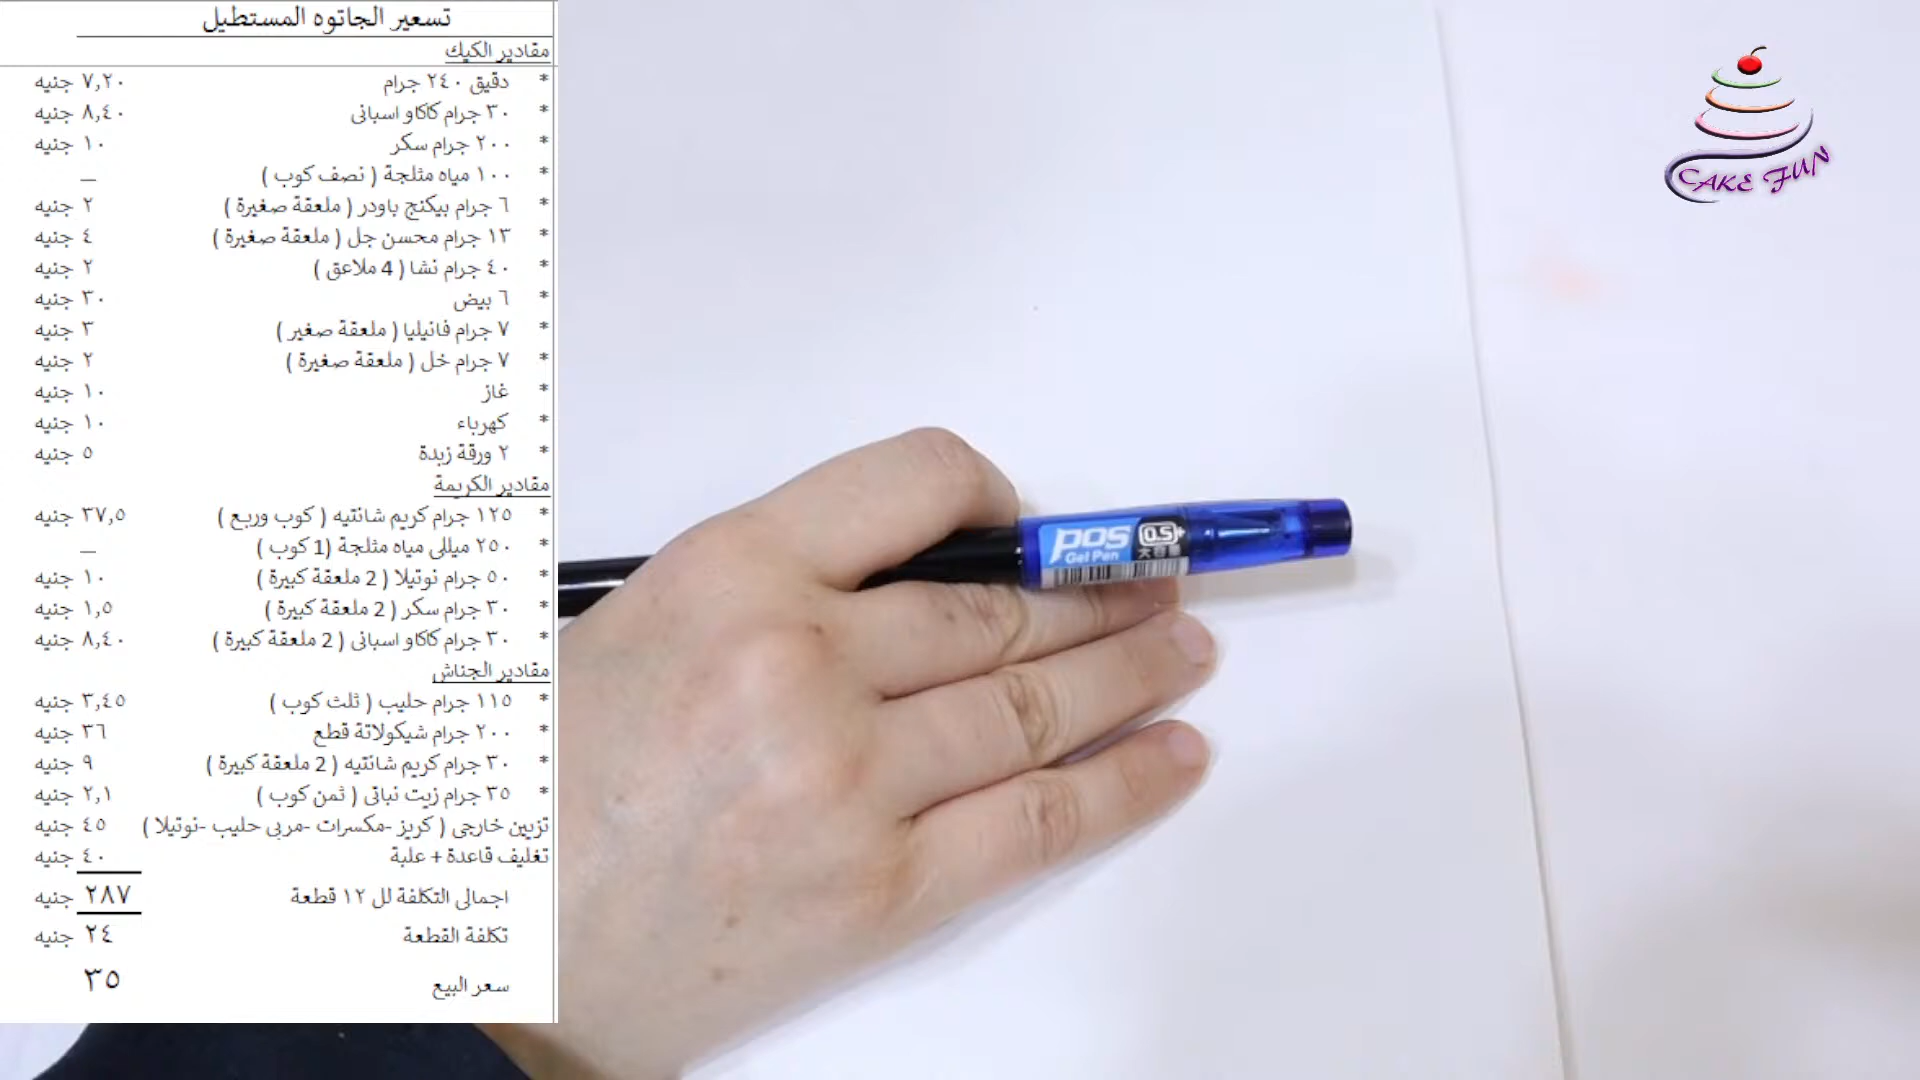 تسعير الجاتوه المستطيل
مقادير الكيك
* دقيق ٢٤٠ جرام ٧,٢٠ جنيه
* ٣٠ جرام كاكاو اسبانى ٨,٤٠ جنيه
* ٢٠٠ جرام سكر ١٠ جنيه
* ١٠٠ مياه مثلجة ( نصف كوب ) —
* ٦ جرام بيكنج باودر ( ملعقة صغيرة ) ٢ جنيه
* ١٣ جرام محسن جل ( ملعقة صغيرة ) ٤ جنيه
* ٤٠ جرام نشا ( 4 ملاعق ) ٢ جنيه
* ٦ بيض ٣٠ جنيه
* ٧ جرام فانيليا ( ملعقة صغير ) ٣ جنيه
* ٧ جرام خل ( ملعقة صغيرة ) ٢ جنيه
* غاز ١٠ جنيه
* كهرباء ١٠ جنيه
* ٢ ورقة زبدة ٥ جنيه
مقادير الكريمة
* ١٢٥ جرام كريم شانتيه ( كوب وربع ) ٣٧,٥ جنيه
* ٢٥٠ ميللى مياه مثلجة (1 كوب ) —
* ٥٠ جرام نوتيلا ( 2 ملعقة كبيرة ) ١٠ جنيه
* ٣٠ جرام سكر ( 2 ملعقة كبيرة ) ١,٥ جنيه
* ٣٠ جرام كاكاو اسبانى ( 2 ملعقة كبيرة ) ٨,٤٠ جنيه
مقادير الجناش
* ١١٥ جرام حليب ( ثلث كوب ) ٣,٤٥ جنيه
* ٢٠٠ جرام شيكولاتة قطع ٣٦ جنيه
* ٣٠ جرام كريم شانتيه ( 2 ملعقة كبيرة ) ٩ جنيه
* ٣٥ جرام زيت نباتى ( ثمن كوب ) ٢,١ جنيه
تزيين خارجى ( كريز -مكسرات -مربى حليب -نوتيلا ) ٤٥ جنيه
تغليف قاعدة + علبة ٤٠ جنيه
اجمالى التكلفة لل ١٢ قطعة ٢٨٧ جنيه
تكلفة القطعة ٢٤ جنيه
سعر البيع ٣٥
CAKE FUN
pos 0.5+
Gel Pen 大容量